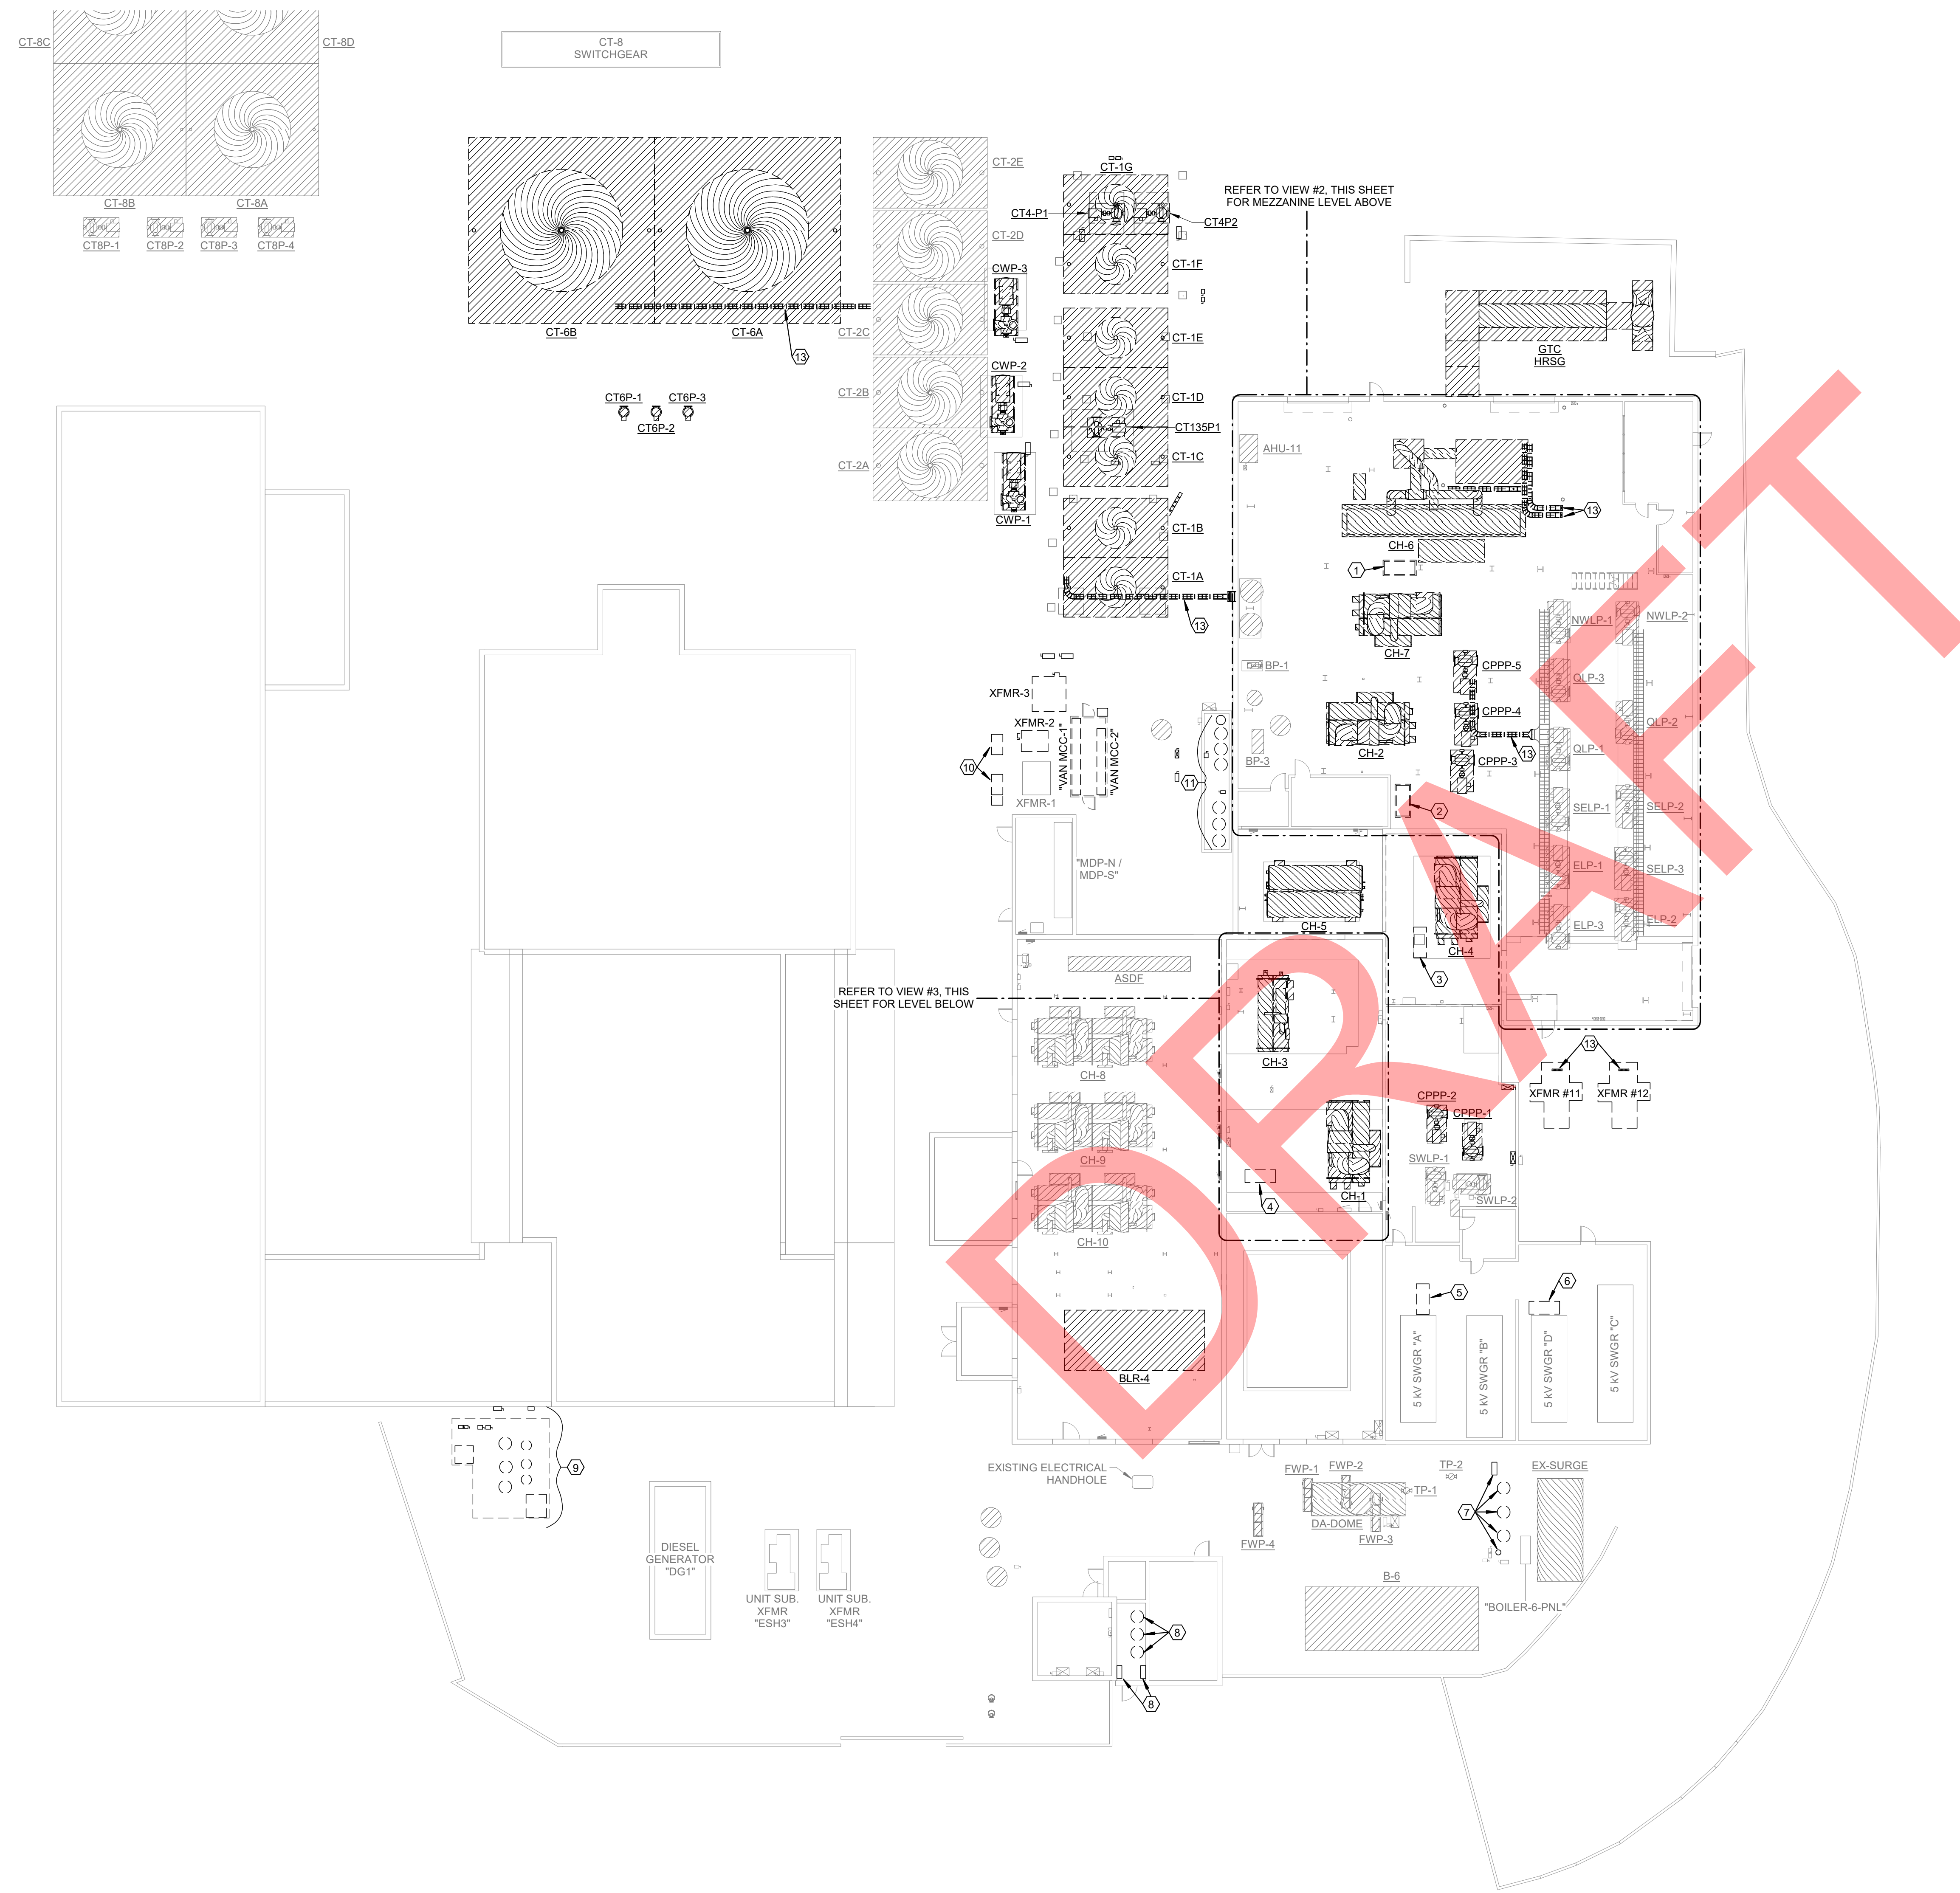 CT-8C
CT-8D
CT-8
SWITCHGEAR
CT-8B
CT-8A
CT8P-1
CT8P-2
CT8P-3
CT8P-4
CT-6B
CT-6A
13
CT6P-1
CT6P-3
CT6P-2
CT-2E
CT-2D
CT-2C
CT-2B
CT-2A
CWP-3
CWP-2
CWP-1
CT-1G
CT4-P1
CT4P2
CT-1F
CT-1E
CT-1D
CT135P1
CT-1C
CT-1B
CT-1A
13
REFER TO VIEW #2, THIS SHEET
FOR MEZZANINE LEVEL ABOVE
GTC
HRSG
AHU-11
13
CH-6
1
CH-7
NWLP-1
NWLP-2
BP-1
CPPP-5
QLP-3
CPPP-4
QLP-2
CH-2
13
QLP-1
BP-3
CPPP-3
2
SELP-1
SELP-2
ELP-1
SELP-3
ELP-3
ELP-2
XFMR-3
XFMR-2
"VAN MCC-1"
"VAN MCC-2"
10
XFMR-1
11
"MDP-N /
MDP-S"
CH-5
CH-4
3
ASDF
REFER TO VIEW #3, THIS
SHEET FOR LEVEL BELOW
CH-3
CH-8
CH-9
CH-10
13
XFMR #11
XFMR #12
CPPP-2
CPPP-1
SWLP-1
SWLP-2
4
CH-1
5
6
5 kV SWGR "A"
5 kV SWGR "B"
5 kV SWGR "D"
5 kV SWGR "C"
BLR-4
9
EXISTING ELECTRICAL
HANDHOLE
FWP-1
FWP-2
TP-2
EX-SURGE
TP-1
7
DA-DOME
FWP-3
FWP-4
DIESEL
GENERATOR
"DG1"
UNIT SUB.
XFMR
"ESH3"
UNIT SUB.
XFMR
"ESH4"
B-6
"BOILER-6-PNL"
8
8
DRAFT